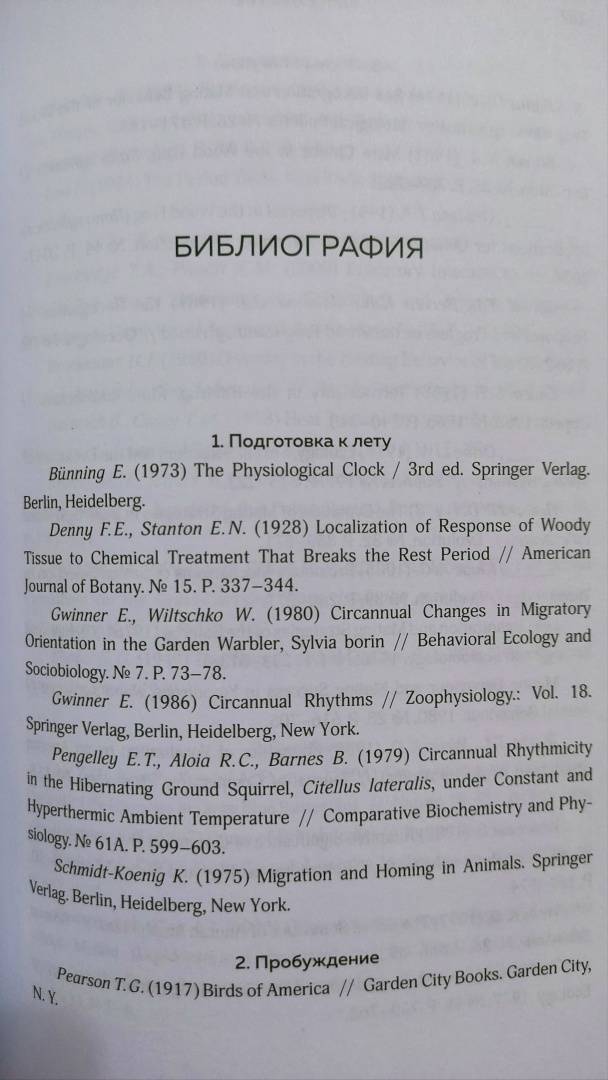 БИБЛИОГРАФИЯ
1. Подготовка к лету
Bünning E. (1973) The Physiological Clock / 3rd ed. Springer Verlag.
Berlin, Heidelberg.
Denny F.E., Stanton E.N. (1928) Localization of Response of Woody
Tissue to Chemical Treatment That Breaks the Rest Period // American
Journal of Botany. № 15. P. 337–344.
Gwinner E., Wiltschko W. (1980) Circannual Changes in Migratory
Orientation in the Garden Warbler, Sylvia borin // Behavioral Ecology and
Sociobiology. № 7. P. 73–78.
Gwinner E. (1986) Circannual Rhythms // Zoophysiology.: Vol. 18.
Springer Verlag, Berlin, Heidelberg, New York.
Pengelley E.T., Aloia R.C., Barnes B. (1979) Circannual Rhythmicity
in the Hibernating Ground Squirrel, Citellus lateralis, under Constant and
Hyperthermic Ambient Temperature // Comparative Biochemistry and Phy-
siology. № 61A. P. 599–603.
Schmidt-Koenig K. (1975) Migration and Homing in Animals. Springer
Verlag. Berlin, Heidelberg, New York.
2. Пробуждение
Pearson T.G. (1917) Birds of America // Garden City Books. Garden City,
N.Y.